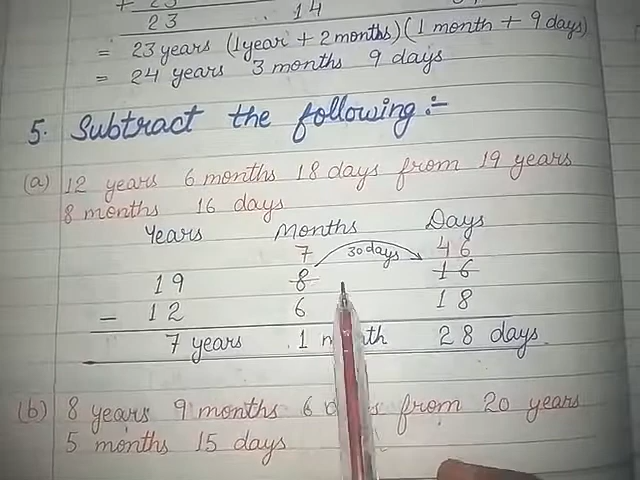 23 14
= 23 years (1 year + 2 months) (1 month + 9 days)
= 24 years 3 months 9 days
5. Subtract the following :-
(a) 12 years 6 months 18 days from 19 years
8 months 16 days
Years Months Days
7 30 days 46
19 8 16
- 12 6 18
7 years 1 28 days
(b) 8 years 9 months 6 from 20 years
5 months 15 days